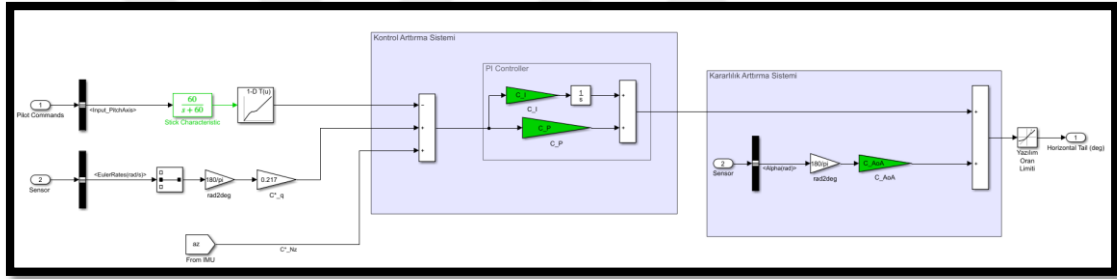 Kontrol Arttırma Sistemi
PI Controller
1
Pilot Commands
<Input_PitchAxis>
60
s + 60
Stick Characteristic
1-D T(u)
C_I
C_I
1
s
C_P
C_P
2
Sensor
<EulerRates(rad/s)>
180/pi
rad2deg
0.217
C*_q
az
From IMU
C*_Nz
Kararlılık Arttırma Sistemi
2
Sensor
<Alpha(rad)>
180/pi
rad2deg
C_AoA
C_AoA
Yazılım
Oran
Limiti
1
Horizontal Tail (deg)